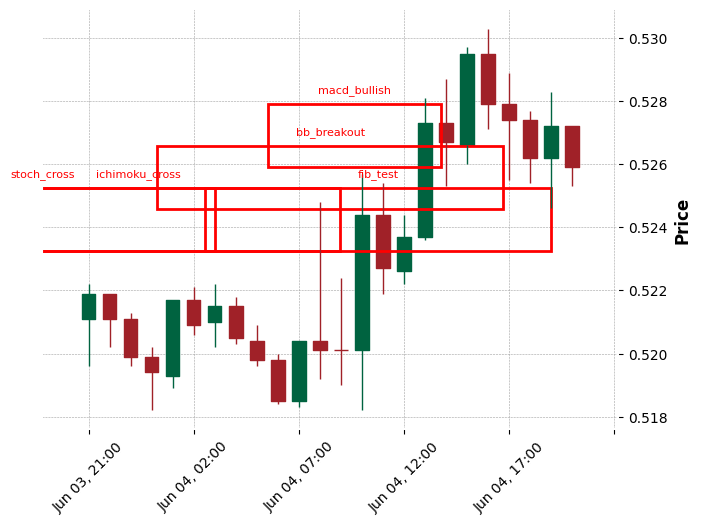 macd_bullish
bb_breakout
stoch_cross
ichimoku_cross
fib_test
0.530
0.528
0.526
0.524
0.522
0.520
0.518
Price
Jun 03, 21:00
Jun 04, 02:00
Jun 04, 07:00
Jun 04, 12:00
Jun 04, 17:00